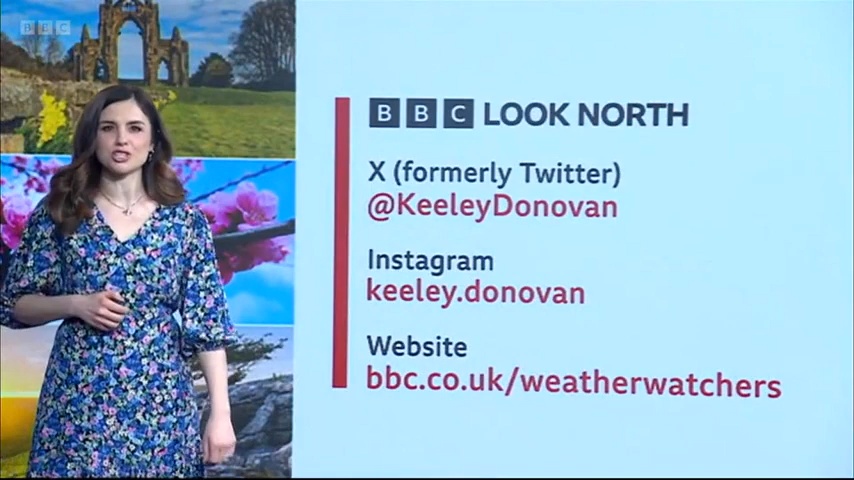 BBC
BBC LOOK NORTH
X (formerly Twitter)
@KeeleyDonovan
Instagram
keeley.donovan
Website
bbc.co.uk/weatherwatchers